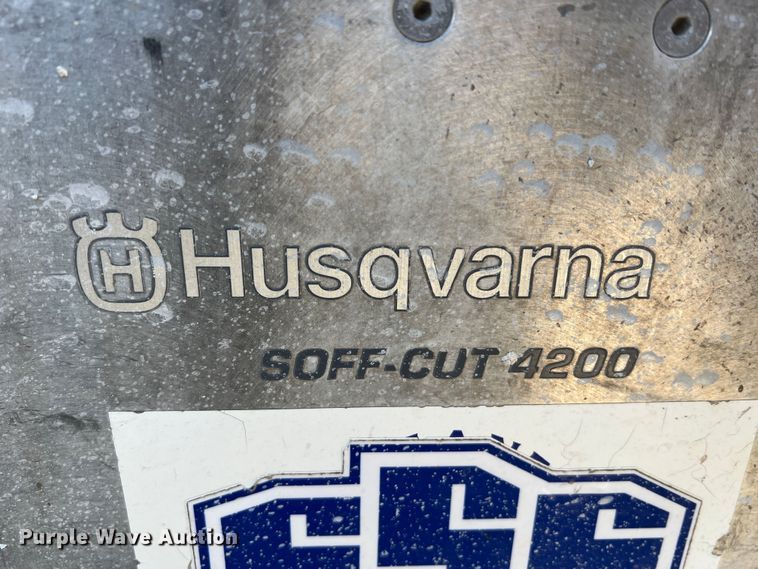 H Husqvarna
SOFF-CUT 4200
Purple Wave Auction